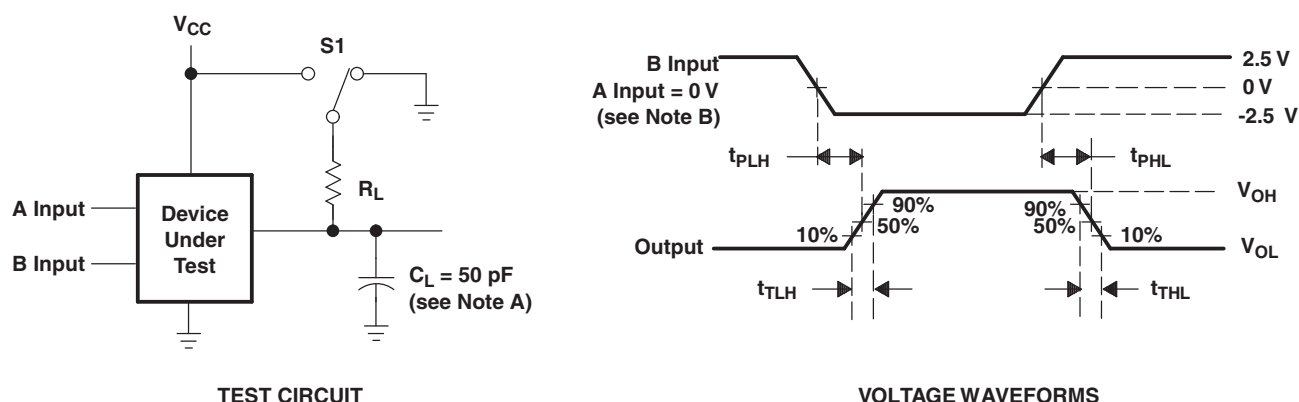 VCC
S1
RL
A Input
B Input
Device
Under
Test
CL = 50 pF
(see Note A)
TEST CIRCUIT
B Input
A Input = 0 V
(see Note B)
2.5 V
0 V
-2.5 V
tPLH
tPHL
VOH
90%
90%
50%
50%
10%
10%
Output
VOL
tTLH
tTHL
VOLTAGE WAVEFORMS